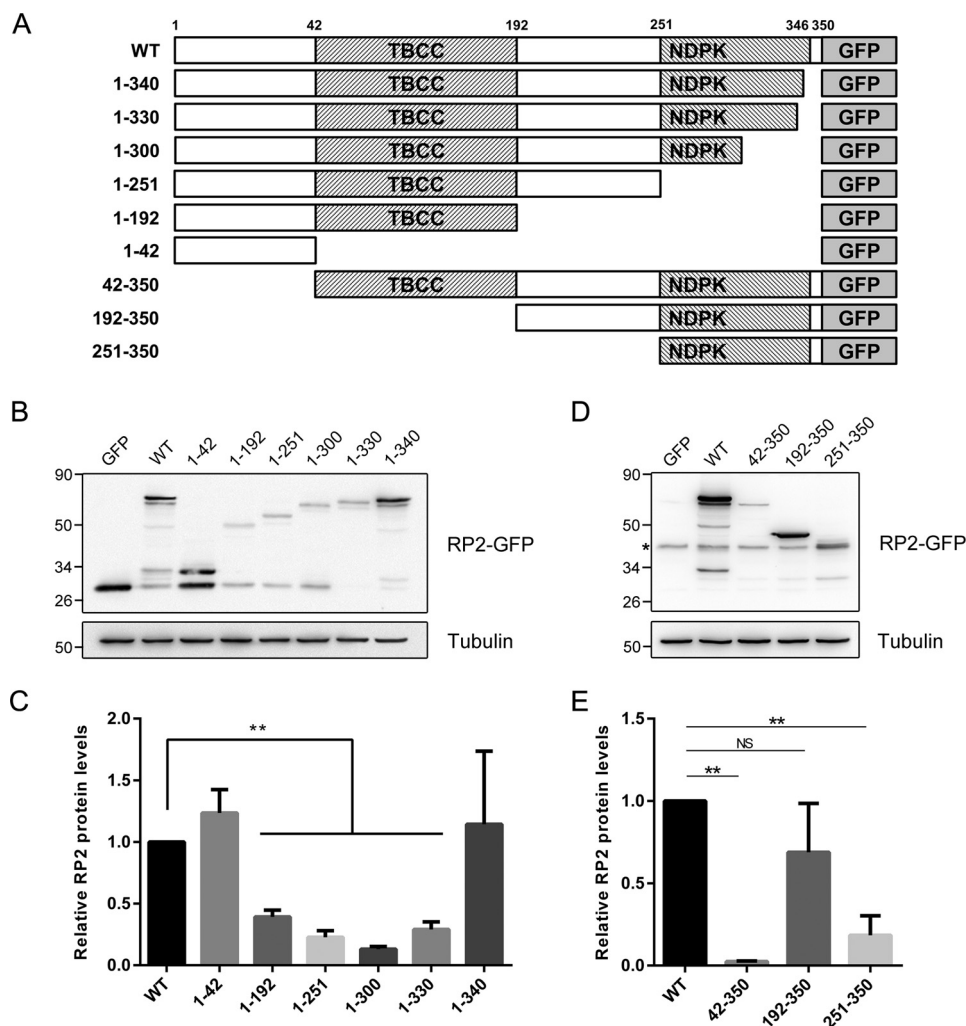 A
1 42 192 251 346 350
WT TBCC NDPK GFP
1-340 TBCC NDPK GFP
1-330 TBCC NDPK GFP
1-300 TBCC NDPK GFP
1-251 TBCC GFP
1-192 TBCC GFP
1-42 GFP
42-350 TBCC NDPK GFP
192-350 NDPK GFP
251-350 NDPK GFP
B
GFP WT 1-42 1-192 1-251 1-300 1-330 1-340
90
50
34
26
RP2-GFP
50
Tubulin
D
GFP WT 42-350 192-350 251-350
90
50
*
34
26
RP2-GFP
50
Tubulin
C
Relative RP2 protein levels
2.0
1.5
1.0
0.5
0.0
**
WT 1-42 1-192 1-251 1-300 1-330 1-340
E
Relative RP2 protein levels
1.5
1.0
0.5
0.0
**
NS
**
WT 42-350 192-350 251-350